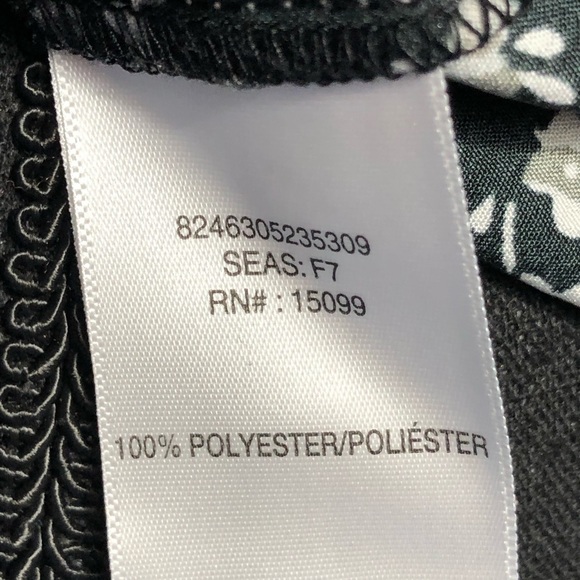 8246305235309
SEAS: F7
RN# : 15099
100% POLYESTER/POLIÉSTER